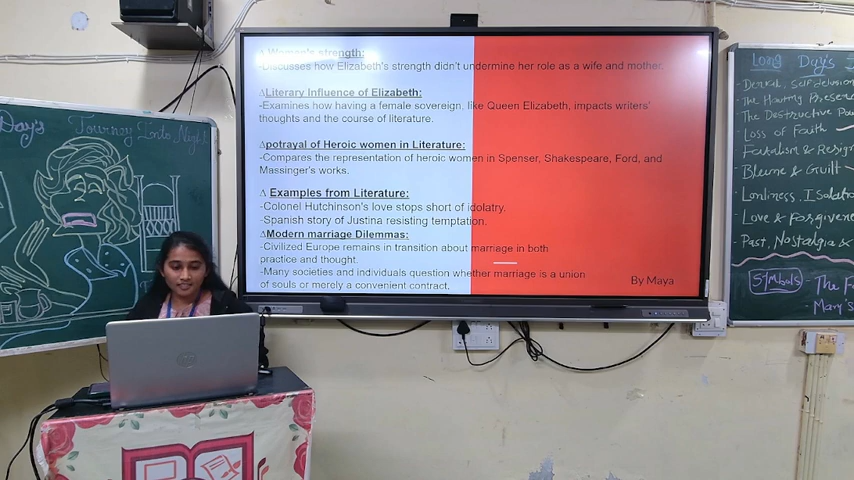 Day's
Journey Into Night
∆ Women's strength:
-Discusses how Elizabeth's strength didn't undermine her role as a wife and mother.
∆Literary Influence of Elizabeth:
-Examines how having a female sovereign, like Queen Elizabeth, impacts writers'
thoughts and the course of literature.
∆potrayal of Heroic women in Literature:
-Compares the representation of heroic women in Spenser, Shakespeare, Ford, and
Massinger's works.
∆ Examples from Literature:
-Colonel Hutchinson's love stops short of idolatry.
-Spanish story of Justina resisting temptation.
∆Modern marriage Dilemmas:
-Civilized Europe remains in transition about marriage in both
practice and thought.
-Many societies and individuals question whether marriage is a union
of souls or merely a convenient contract,
By Maya
Long Day's
Denial, Self delusion
The Haunting Presence
The Destructive
Loss of Faith
Fatalism &
Blame & Guilt
Lonliness, Isolation
Love & Forgiveness
Past, Nostalgia &
Symbols - The
Mary's
hp